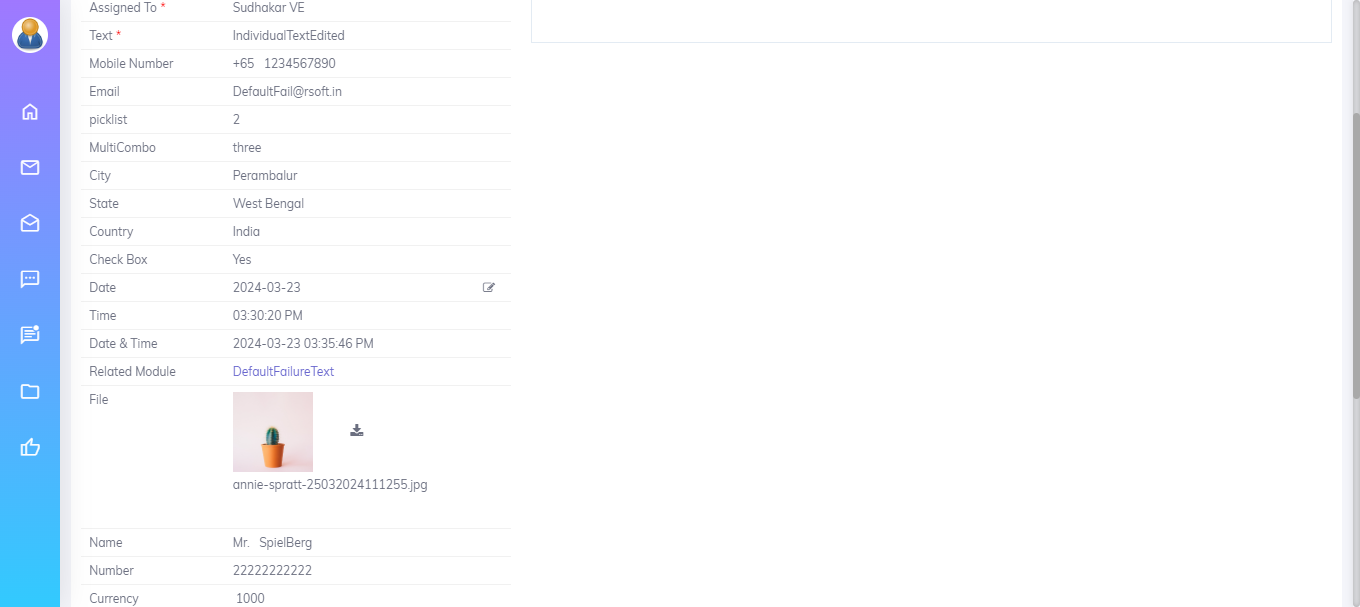 Assigned To * Sudhakar VE
Text * IndividualTextEdited
Mobile Number +65 1234567890
Email DefaultFail@rsoft.in
picklist 2
MultiCombo three
City Perambalur
State West Bengal
Country India
Check Box Yes
Date 2024-03-23
Time 03:30:20 PM
Date & Time 2024-03-23 03:35:46 PM
Related Module DefaultFailureText
File
annie-spratt-25032024111255.jpg
Name Mr. SpielBerg
Number 22222222222
Currency 1000